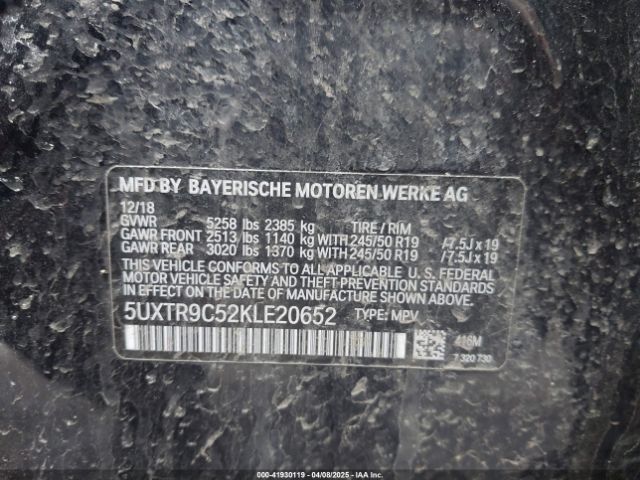 MFD BY BAYERISCHE MOTOREN WERKE AG
12/18
GVWR 5258 lbs 2385 kg TIRE / RIM
GAWR FRONT 2513 lbs 1140 kg WITH 245/50 R19 /7.5J x 19
GAWR REAR 3020 lbs 1370 kg WITH 245/50 R19 /7.5J x 19
THIS VEHICLE CONFORMS TO ALL APPLICABLE U. S. FEDERAL
MOTOR VEHICLE SAFETY AND THEFT PREVENTION STANDARDS
IN EFFECT ON THE DATE OF MANUFACTURE SHOWN ABOVE.
5UXTR9C52KLE20652 TYPE: MPV
416M
7 320 730
000-41930119 | 04/08/2025 - IAA Inc.